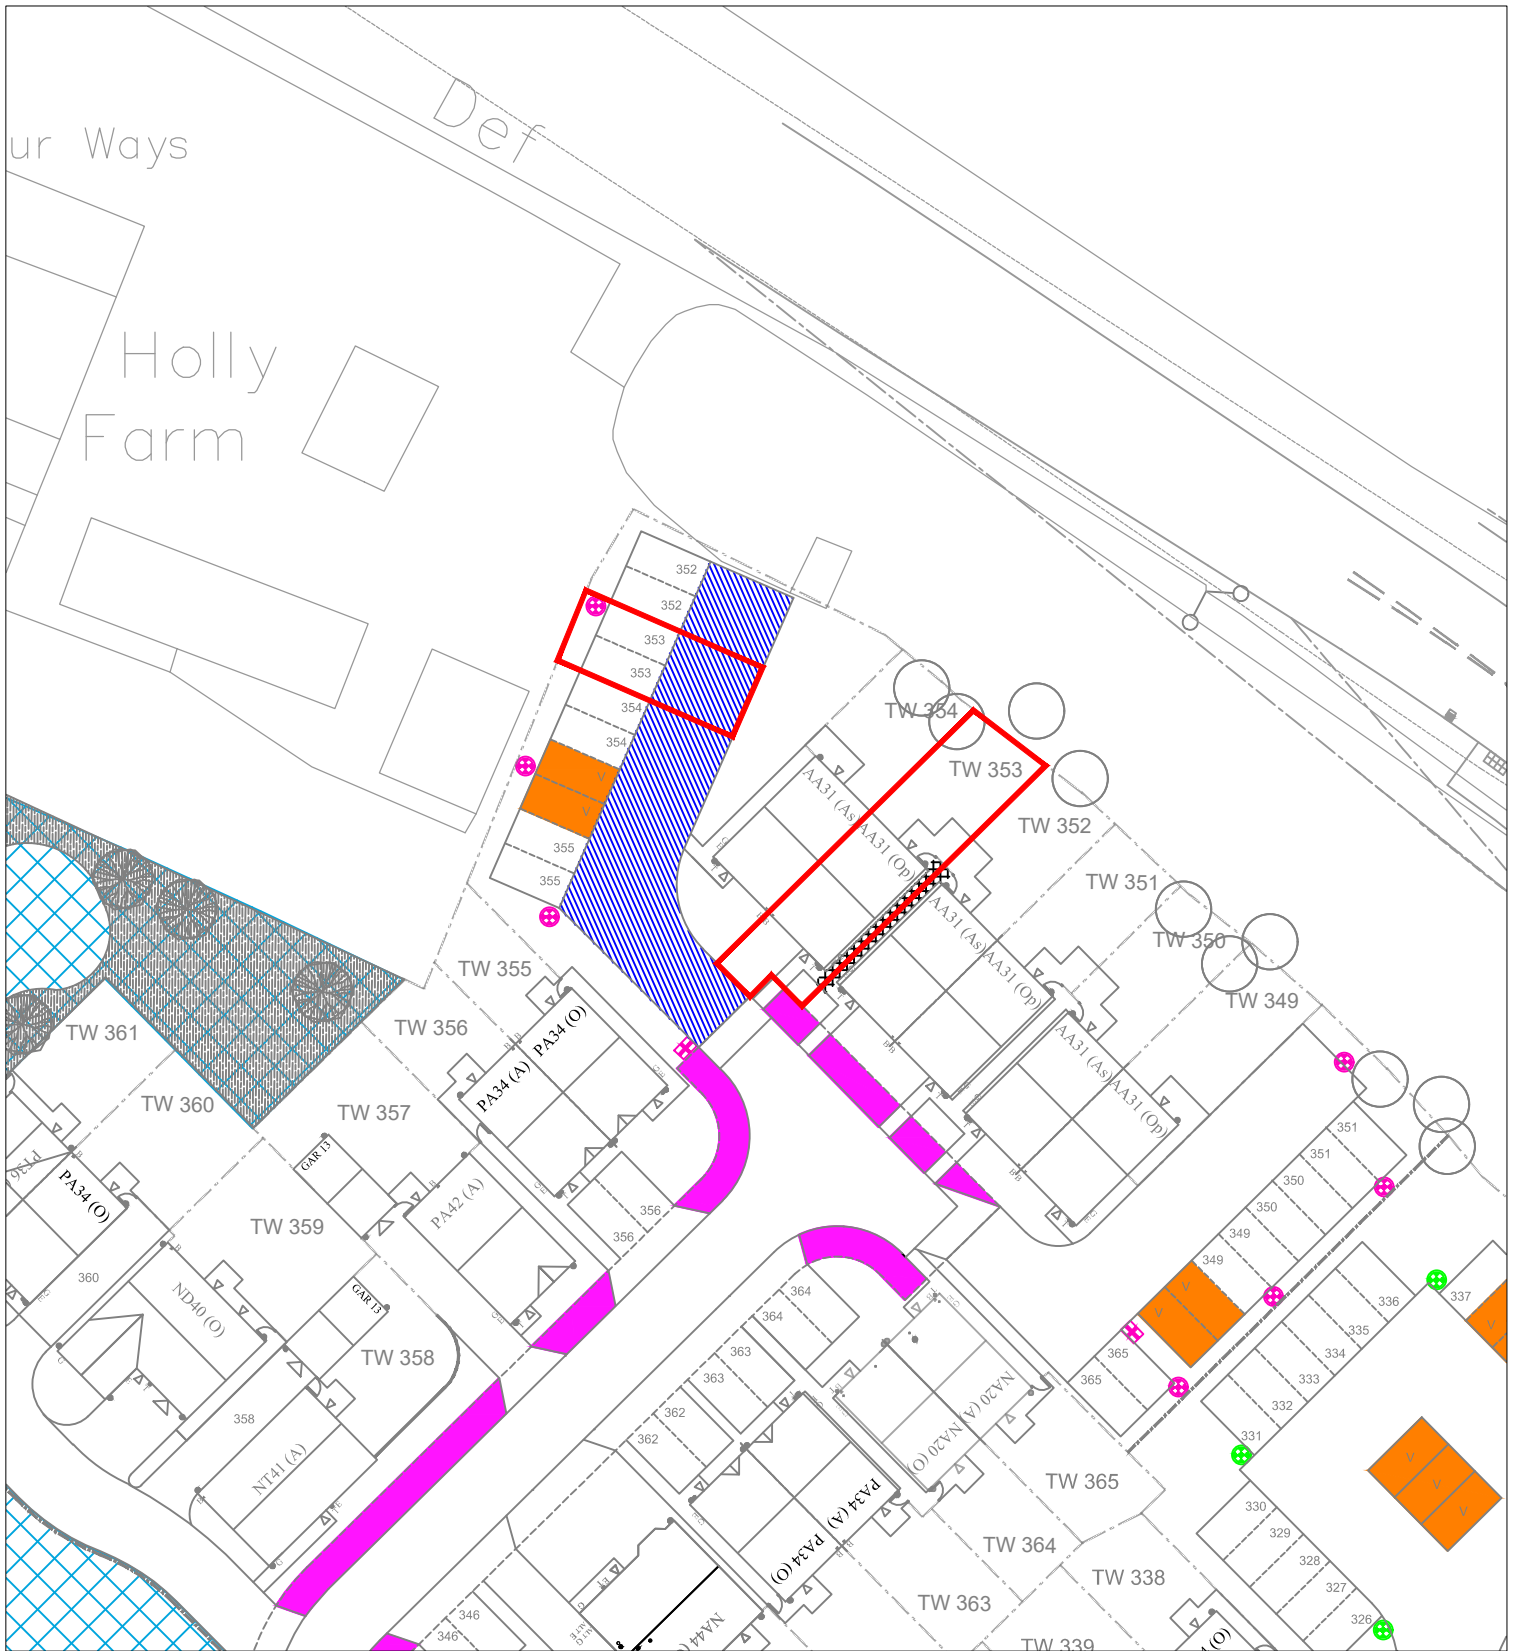 Def
ur Ways
Holly
Farm
352
352
353
353
354
354
V
V
355
355
TW 354
TW 353
TW 352
TW 351
TW 350
TW 349
AA31 (As)
AA31 (Op)
AA31 (As)
AA31 (Op)
AA31 (As)
AA31 (Op)
TW 355
TW 356
TW 361
TW 360
TW 357
TW 359
TW 358
PA34 (O)
PA34 (A)
GAR 13
PA42 (A)
356
356
PT36
PA34 (O)
360
ND40 (O)
GAR 13
358
NT41 (A)
351
351
350
350
349
349
V
V
365
365
364
364
363
363
362
362
NA20 (A)
NA20 (O)
PA34 (A)
PA34 (O)
NA44 (
346
346
336
335
334
333
332
331
337
V
V
V
V
330
329
328
327
326
TW 365
TW 364
TW 363
TW 338
TW 339
(O)